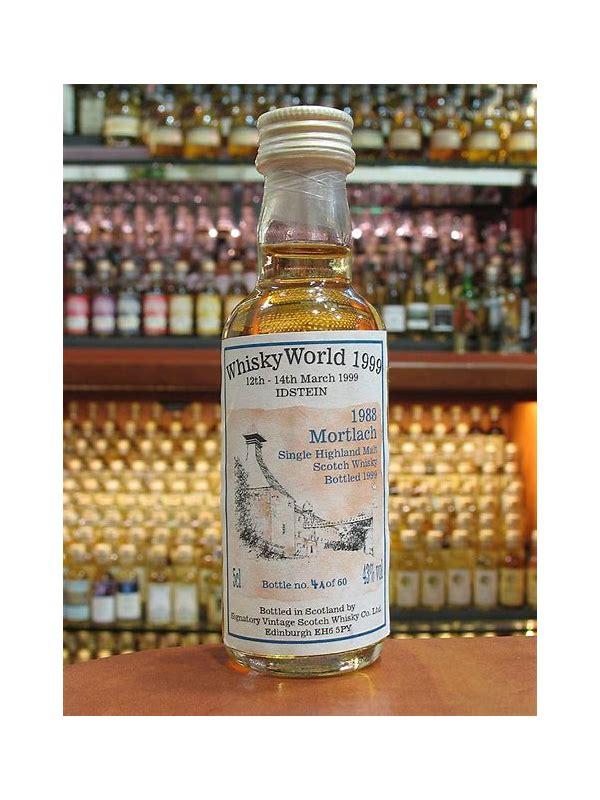 WhiskyWorld 1999
12th - 14th March 1999
IDSTEIN
1988
Mortlach
Single Highland Malt
Scotch Whisky
Bottled 1999
5cl
Bottle no. 4A of 60
43% vol
Bottled in Scotland by
Signatory Vintage Scotch Whisky Co. Ltd.
Edinburgh EH6 5PY